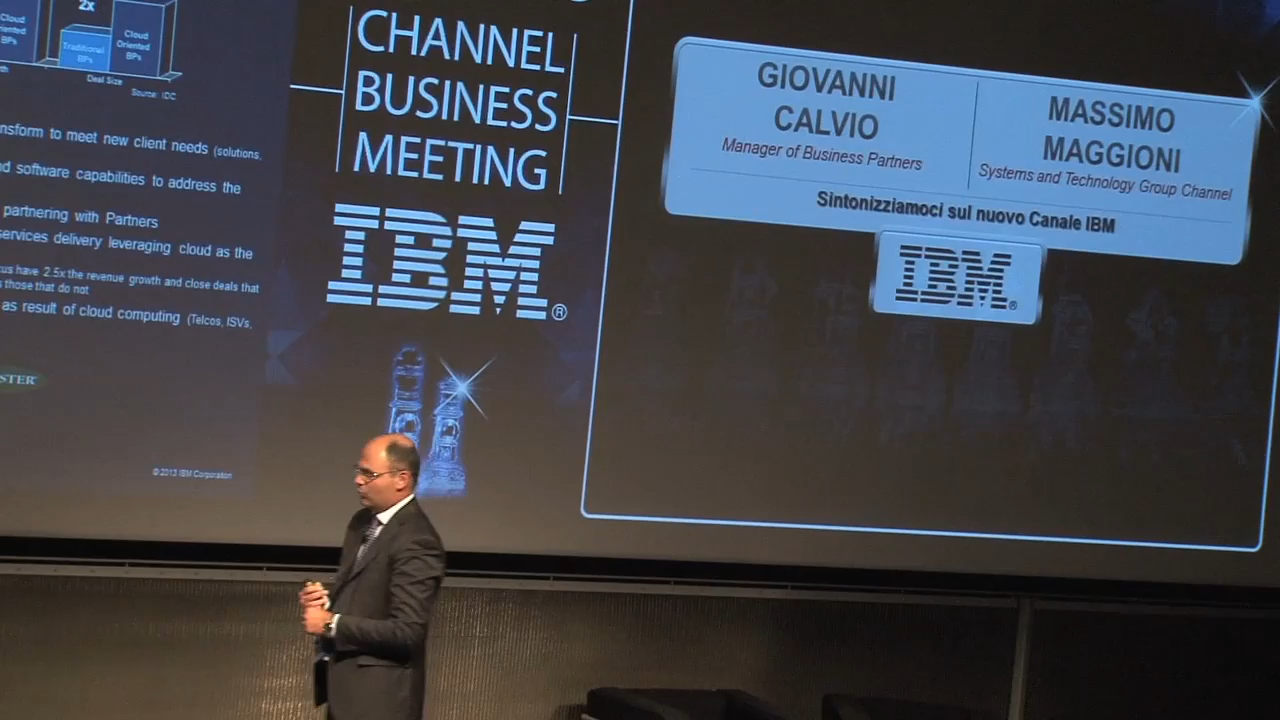 2x
Cloud
Oriented
BPs
Traditional
BPs
Cloud
Oriented
BPs
Deal Size
Source: IDC
to meet new client needs (solutions,
software capabilities to address the
partnering with Partners
services delivery leveraging cloud as the
have 2.5x the revenue growth and close deals that
those that do not
as result of cloud computing (Telcos, ISVs,
© 2013 IBM Corporation
CHANNEL
BUSINESS
MEETING
IBM®
GIOVANNI
CALVIO
Manager of Business Partners
MASSIMO
MAGGIONI
Systems and Technology Group Channel
Sintonizziamoci sul nuovo Canale IBM
IBM®